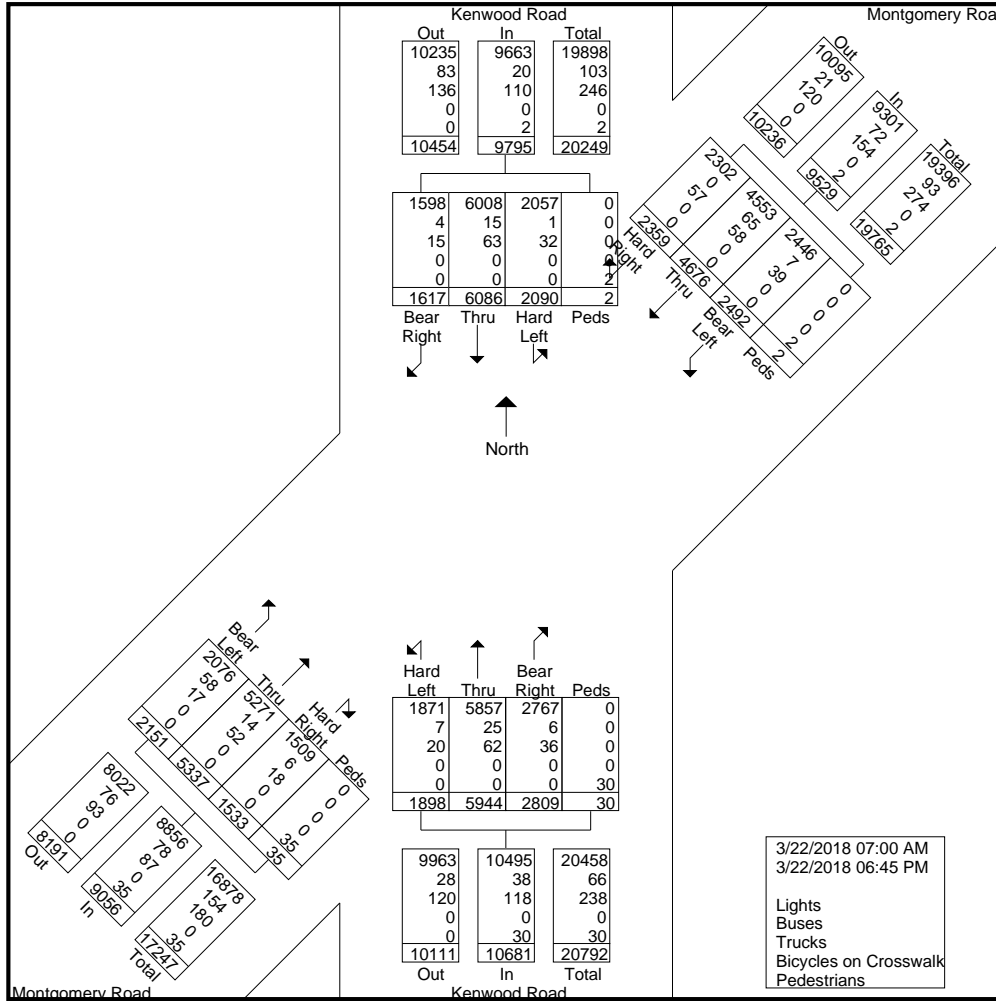 Kenwood Road
Out In Total
10235 9663 19898
83 20 103
136 110 246
0 0 0
0 2 2
10454 9795 20249
1598 6008 2057 0
4 15 1 0
15 63 32 0
0 0 0 0
0 0 0 2
1617 6086 2090 2
Bear Right Thru Hard Left Peds
Montgomery Roa
Out
10095
21
120
0
0
10236
In
9301
72
154
0
2
9529
Total
19396
93
274
0
2
19765
2302
0
57
0
0
2359
Hard Right
4553
65
58
0
0
4676
Thru
2446
7
39
0
0
2492
Bear Left
0
0
0
0
2
2
Peds
North
Bear Left
2076
58
17
0
0
2151
Thru
5271
14
52
0
0
5337
Hard Right
1509
6
18
0
0
1533
Peds
0
0
0
0
35
35
8022
76
93
0
0
8191
Out
8856
78
87
0
35
9056
In
16878
154
180
0
35
17247
Total
Montgomery Road
Hard Left Thru Bear Right Peds
1871 5857 2767 0
7 25 6 0
20 62 36 0
0 0 0 0
0 0 0 30
1898 5944 2809 30
9963 10495 20458
28 38 66
120 118 238
0 0 0
0 30 30
10111 10681 20792
Out In Total
Kenwood Road
3/22/2018 07:00 AM
3/22/2018 06:45 PM
Lights
Buses
Trucks
Bicycles on Crosswalk
Pedestrians